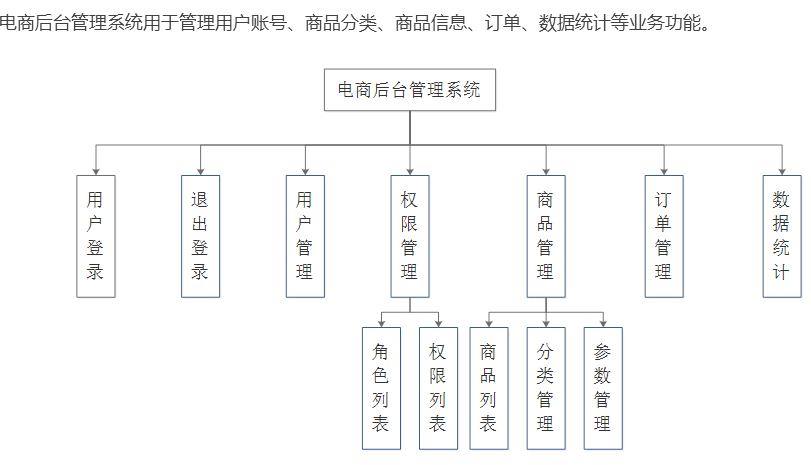 电商后台管理系统用于管理用户账号、商品分类、商品信息、订单、数据统计等业务功能。
电商后台管理系统
用户登录
退出登录
用户管理
权限管理
商品管理
订单管理
数据统计
角色列表
权限列表
商品列表
分类管理
参数管理